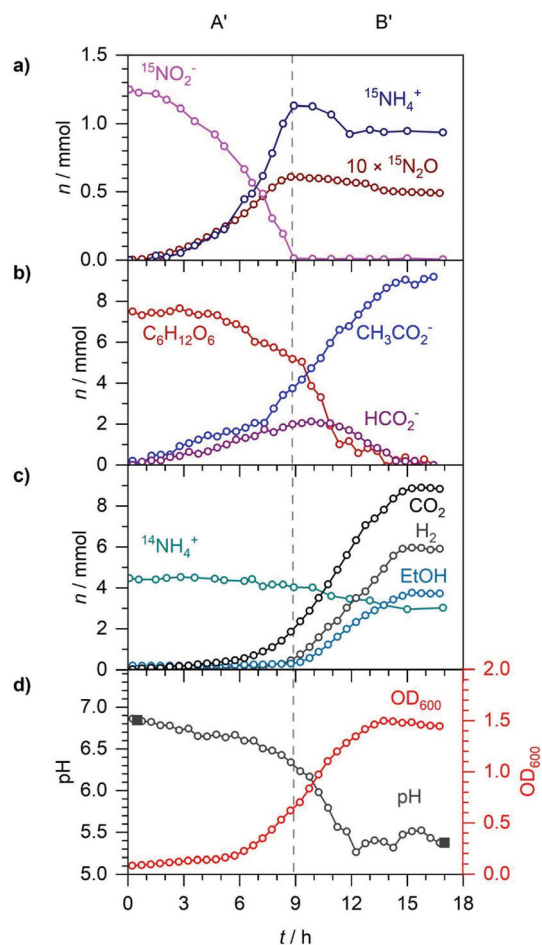 A' B'
a)
n / mmol
1.5
1.0
0.5
0.0
¹⁵NO₂⁻
¹⁵NH₄⁺
10 × ¹⁵N₂O
b)
n / mmol
8
6
4
2
0
C₆H₁₂O₆
CH₃CO₂⁻
HCO₂⁻
c)
n / mmol
8
6
4
2
0
¹⁴NH₄⁺
CO₂
H₂
EtOH
d)
pH
7.0
6.5
6.0
5.5
5.0
OD₆₀₀
pH
2.0
1.5
1.0
0.5
0.0
OD₆₀₀
0 3 6 9 12 15 18
t / h